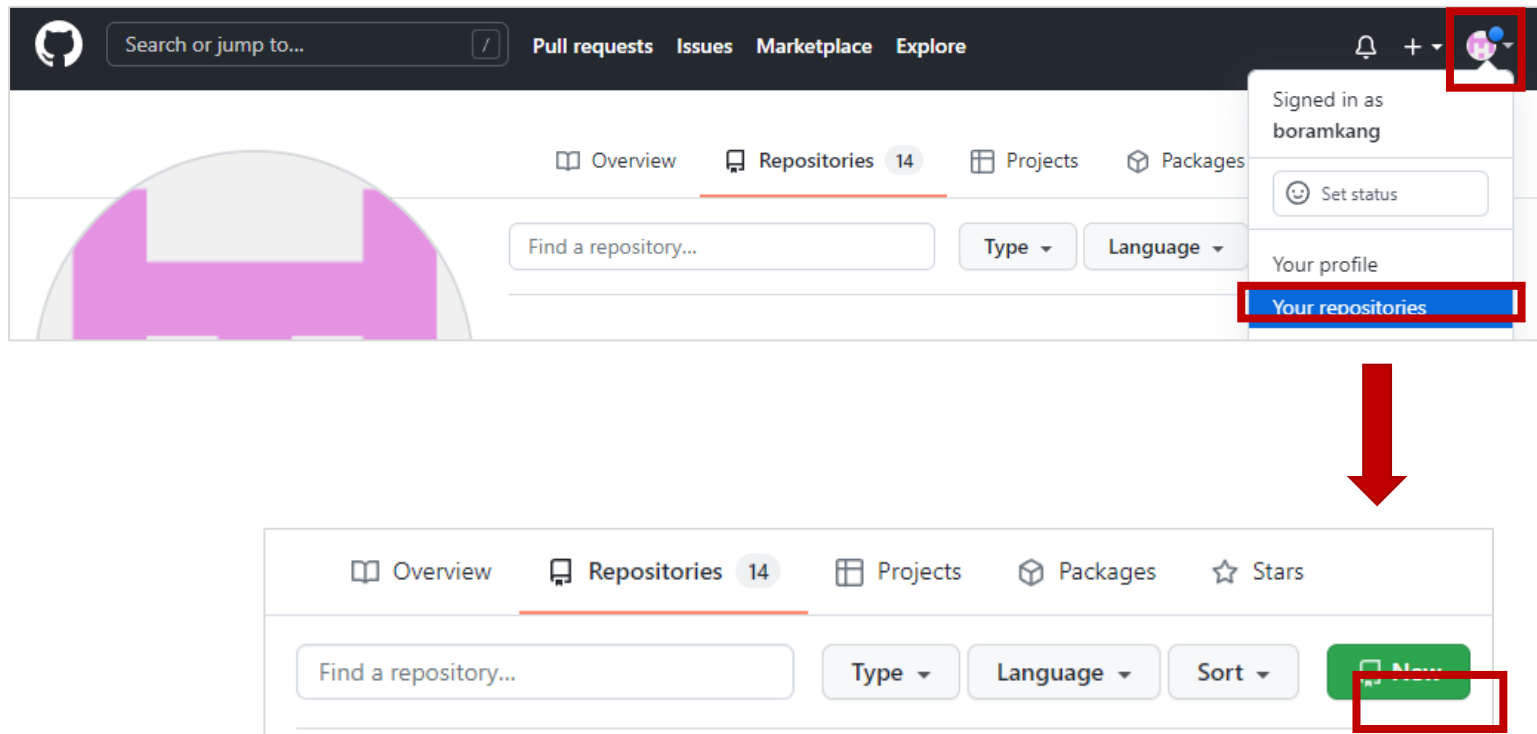 Search or jump to... / Pull requests Issues Marketplace Explore
Signed in as
boramkang
Overview Repositories 14 Projects Packages
Set status
Find a repository... Type Language
Your profile
Your repositories
Overview Repositories 14 Projects Packages Stars
Find a repository... Type Language Sort New